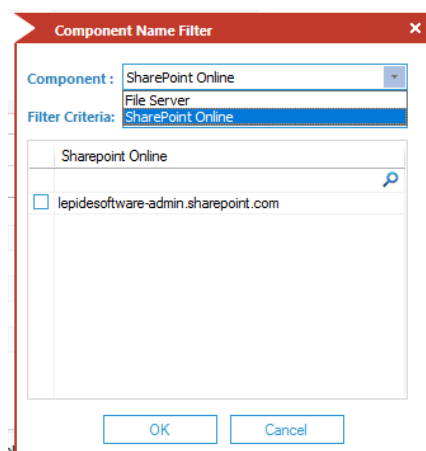 Component Name Filter
Component : SharePoint Online
File Server
Filter Criteria: SharePoint Online
Sharepoint Online
lepidesoftware-admin.sharepoint.com
OK Cancel